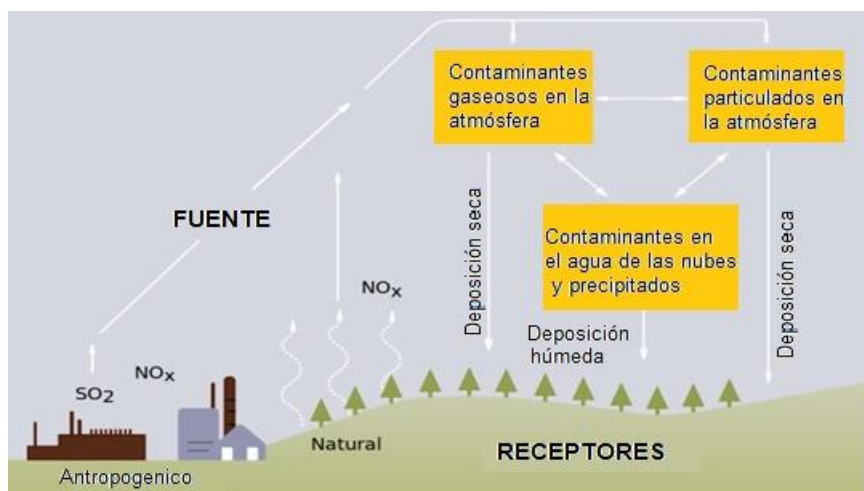 Contaminantes
gaseosos en la
atmósfera
Contaminantes
particulados en
la atmósfera
FUENTE
Deposición seca
Contaminantes en
el agua de las nubes
y precipitados
Deposición seca
NOx
Deposición
húmeda
SO2
NOx
Natural
RECEPTORES
Antropogenico